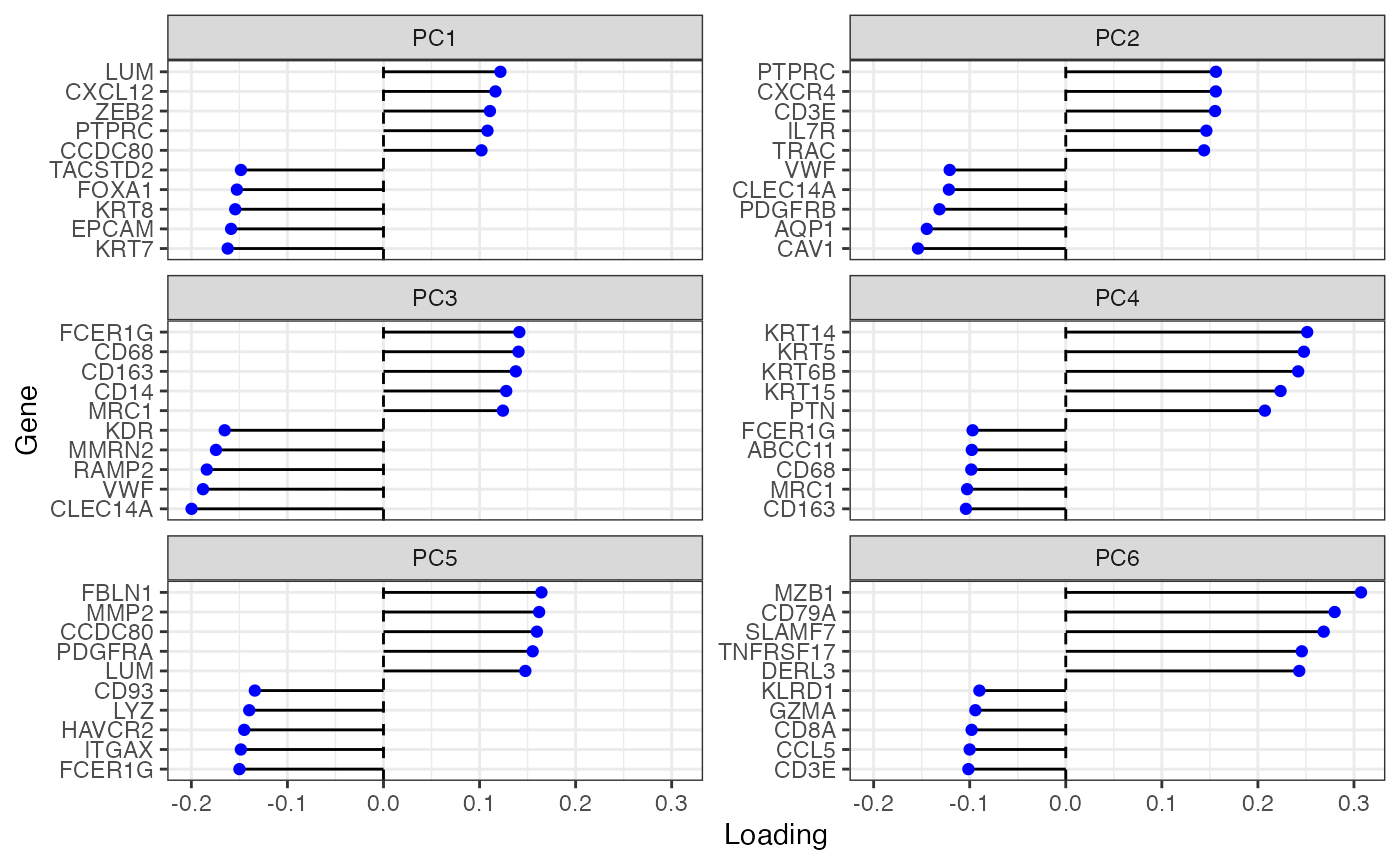 PC1
LUM
CXCL12
ZEB2
PTPRC
CCDC80
TACSTD2
FOXA1
KRT8
EPCAM
KRT7
PC2
PTPRC
CXCR4
CD3E
IL7R
TRAC
VWF
CLEC14A
PDGFRB
AQP1
CAV1
PC3
FCER1G
CD68
CD163
CD14
MRC1
KDR
MMRN2
RAMP2
VWF
CLEC14A
PC4
KRT14
KRT5
KRT6B
KRT15
PTN
FCER1G
ABCC11
CD68
MRC1
CD163
PC5
FBLN1
MMP2
CCDC80
PDGFRA
LUM
CD93
LYZ
HAVCR2
ITGAX
FCER1G
-0.2 -0.1 0.0 0.1 0.2 0.3
PC6
MZB1
CD79A
SLAMF7
TNFRSF17
DERL3
KLRD1
GZMA
CD8A
CCL5
CD3E
-0.2 -0.1 0.0 0.1 0.2 0.3
Gene
Loading